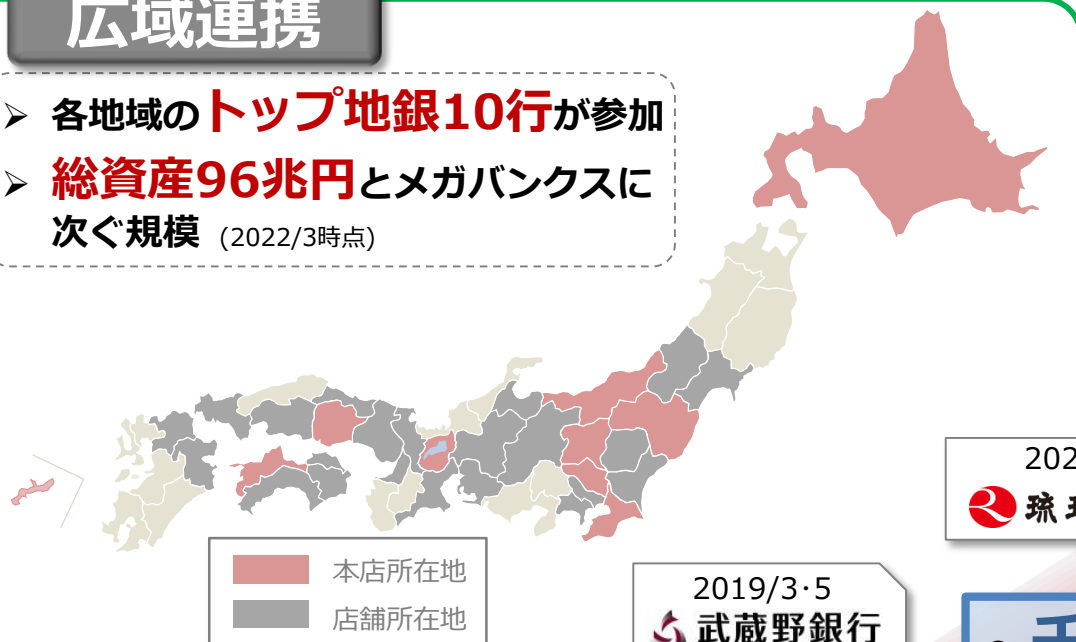 広域連携
➢ 各地域のトップ地銀10行が参加
➢ 総資産96兆円とメガバンクスに
次ぐ規模 (2022/3時点)
本店所在地
店舗所在地
202
琉
2019/3・5
武蔵野銀行